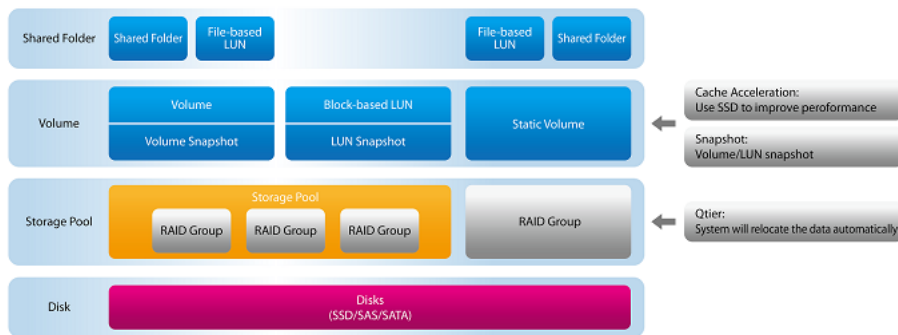 Shared Folder
Shared Folder
File-based
LUN
File-based
LUN
Shared Folder
Volume
Volume
Volume Snapshot
Block-based LUN
LUN Snapshot
Static Volume
Cache Acceleration:
Use SSD to improve peroformance
Snapshot:
Volume/LUN snapshot
Storage Pool
Storage Pool
RAID Group
RAID Group
RAID Group
RAID Group
Qtier:
System will relocate the data automatically
Disk
Disks
(SSD/SAS/SATA)